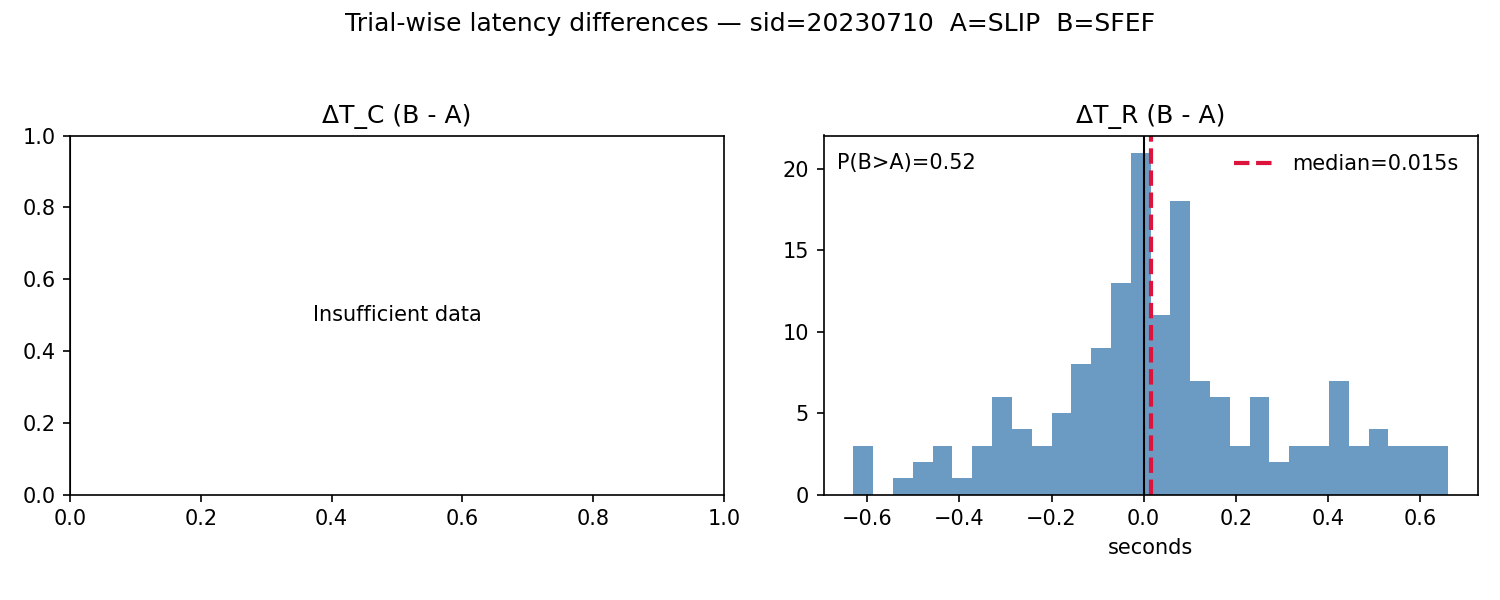 Trial-wise latency differences — sid=20230710  A=SLIP  B=SFEF
ΔT_C (B - A)
1.0
0.8
0.6
0.4
0.2
0.0
Insufficient data
0.0 0.2 0.4 0.6 0.8 1.0
ΔT_R (B - A)
P(B>A)=0.52
median=0.015s
20
15
10
5
0
−0.6 −0.4 −0.2 0.0 0.2 0.4 0.6
seconds